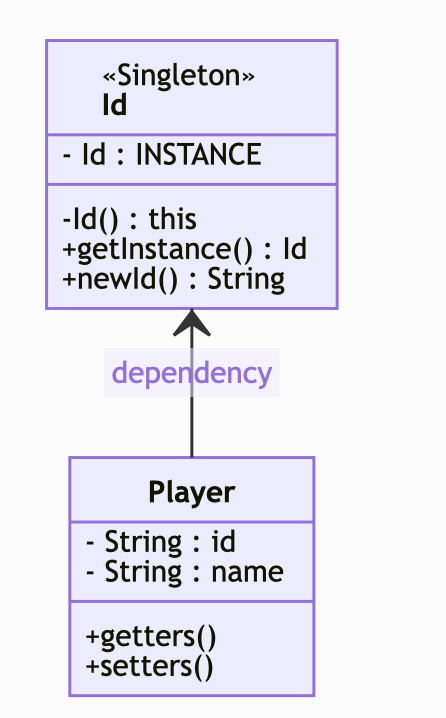 «Singleton»
Id
- Id : INSTANCE
-Id() : this
+getInstance() : Id
+newId() : String
dependency
Player
- String : id
- String : name
+getters()
+setters()